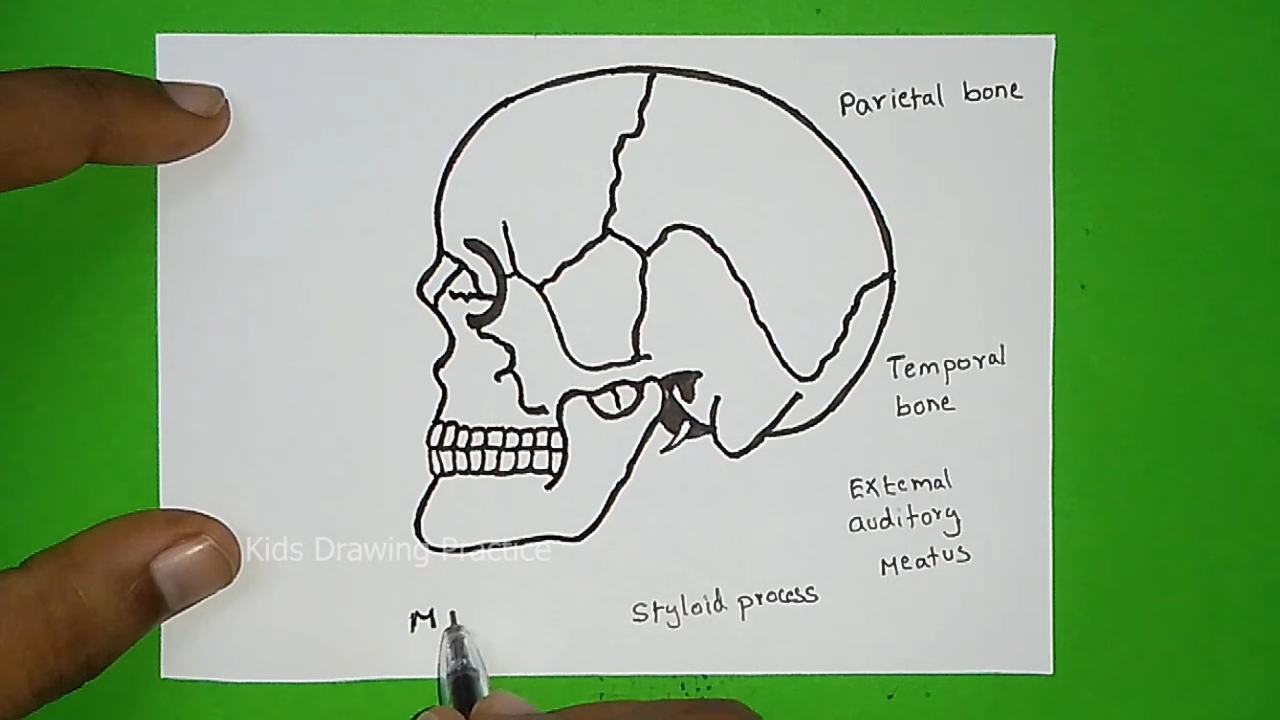 Parietal bone
Temporal
bone
External
auditory
Meatus
Kids Drawing Practice
Styloid process
M